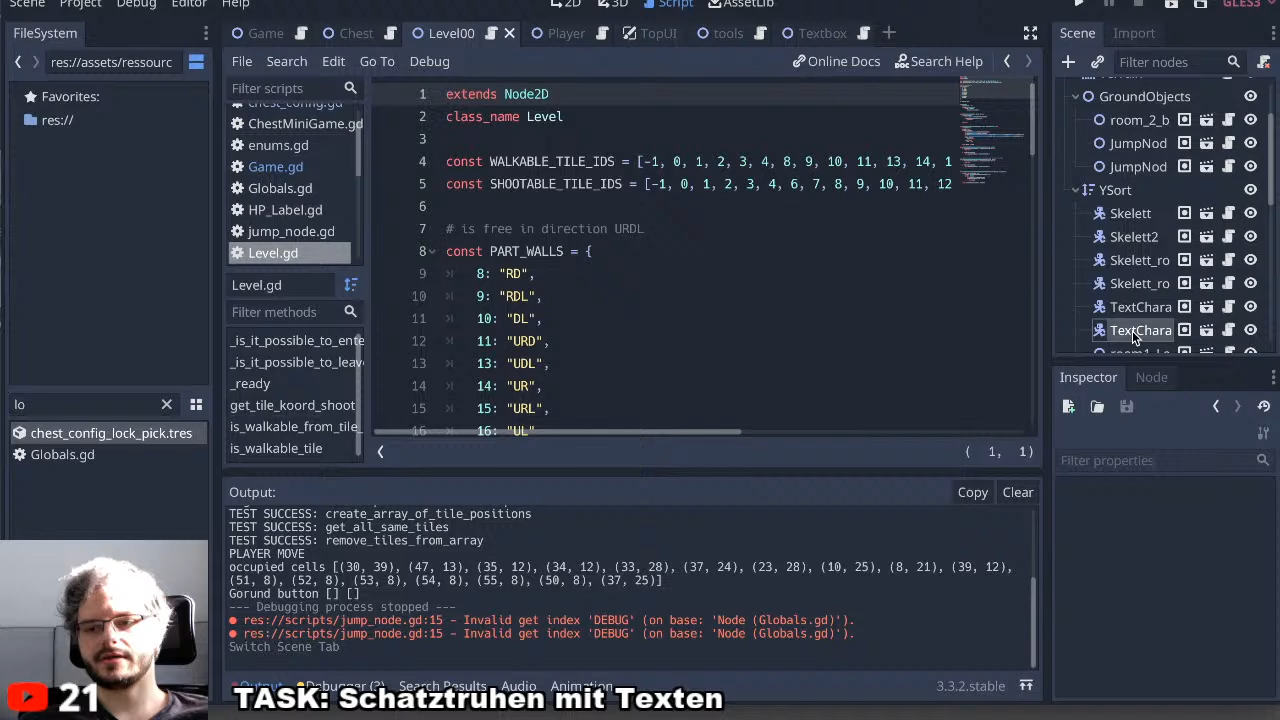 Scene Project Debug Editor Help 2D 3D Script AssetLib GLES3
FileSystem Game Chest Level00 Player TopUI tools Textbox Scene Import
res://assets/ressourc File Search Edit Go To Debug Online Docs Search Help Filter nodes
Favorites:
res://
Filter scripts
chest_config.gd
ChestMiniGame.gd
enums.gd
Game.gd
Globals.gd
HP_Label.gd
jump_node.gd
Level.gd
Level.gd
Filter methods
_is_it_possible_to_ente
_is_it_possible_to_leav
_ready
get_tile_koord_shoot
is_walkable_from_tile_
is_walkable_tile
1 extends Node2D
2 class_name Level
3
4 const WALKABLE_TILE_IDS = [-1, 0, 1, 2, 3, 4, 8, 9, 10, 11, 13, 14, 1
5 const SHOOTABLE_TILE_IDS = [-1, 0, 1, 2, 3, 4, 6, 7, 8, 9, 10, 11, 12
6
7 # is free in direction URDL
8 const PART_WALLS = {
9 8: "RD",
10 9: "RDL",
11 10: "DL",
12 11: "URD",
13 13: "UDL",
14 14: "UR",
15 15: "URL",
16 16: "UL"
( 1, 1)
GroundObjects
room_2_b
JumpNod
JumpNod
YSort
Skelett
Skelett2
Skelett_ro
Skelett_ro
TextChara
TextChara
Inspector Node
Filter properties
lo
chest_config_lock_pick.tres
Globals.gd
Output: Copy Clear
TEST SUCCESS: create_array_of_tile_positions
TEST SUCCESS: get_all_same_tiles
TEST SUCCESS: remove_tiles_from_array
PLAYER MOVE
occupied cells [(30, 39), (47, 13), (35, 12), (34, 12), (33, 28), (37, 24), (23, 28), (10, 25), (8, 21), (39, 12),
(51, 8), (52, 8), (53, 8), (54, 8), (55, 8), (50, 8), (37, 25)]
Gorund button [] []
--- Debugging process stopped ---
res://scripts/jump_node.gd:15 - Invalid get index 'DEBUG' (on base: 'Node (Globals.gd)').
res://scripts/jump_node.gd:15 - Invalid get index 'DEBUG' (on base: 'Node (Globals.gd)').
Switch Scene Tab
Output Debugger (3) Search Results Audio Animation 3.3.2.stable
21 TASK: Schatztruhen mit Texten